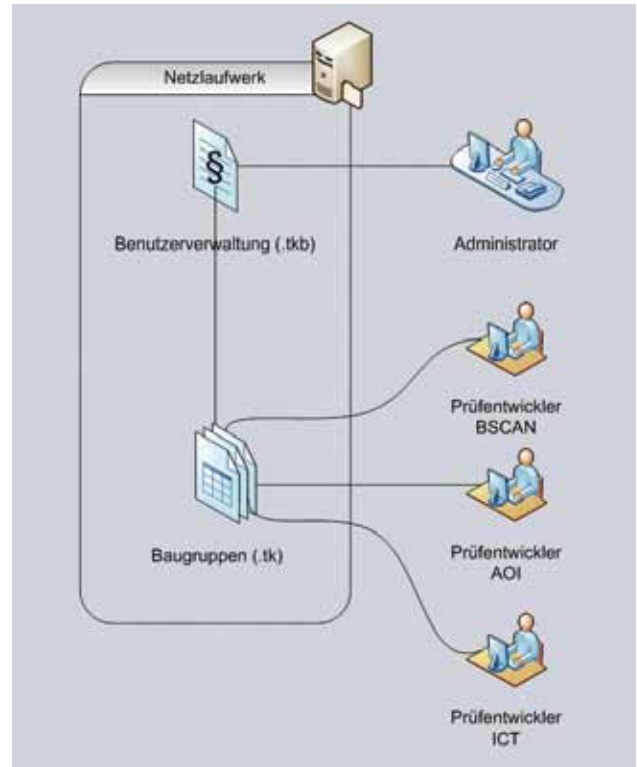 Netzlaufwerk
§
Benutzerverwaltung (.tkb)
Administrator
Prüfentwickler
BSCAN
Baugruppen (.tk)
Prüfentwickler
AOI
Prüfentwickler
ICT